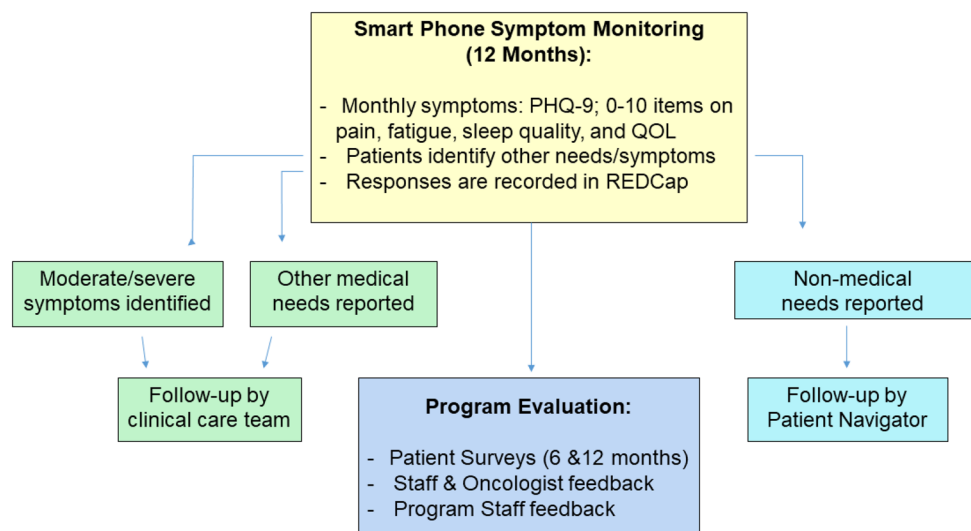 Smart Phone Symptom Monitoring
(12 Months):
- Monthly symptoms: PHQ-9; 0-10 items on
pain, fatigue, sleep quality, and QOL
- Patients identify other needs/symptoms
- Responses are recorded in REDCap
Moderate/severe
symptoms identified
Other medical
needs reported
Non-medical
needs reported
Follow-up by
clinical care team
Program Evaluation:
- Patient Surveys (6 &12 months)
- Staff & Oncologist feedback
- Program Staff feedback
Follow-up by
Patient Navigator